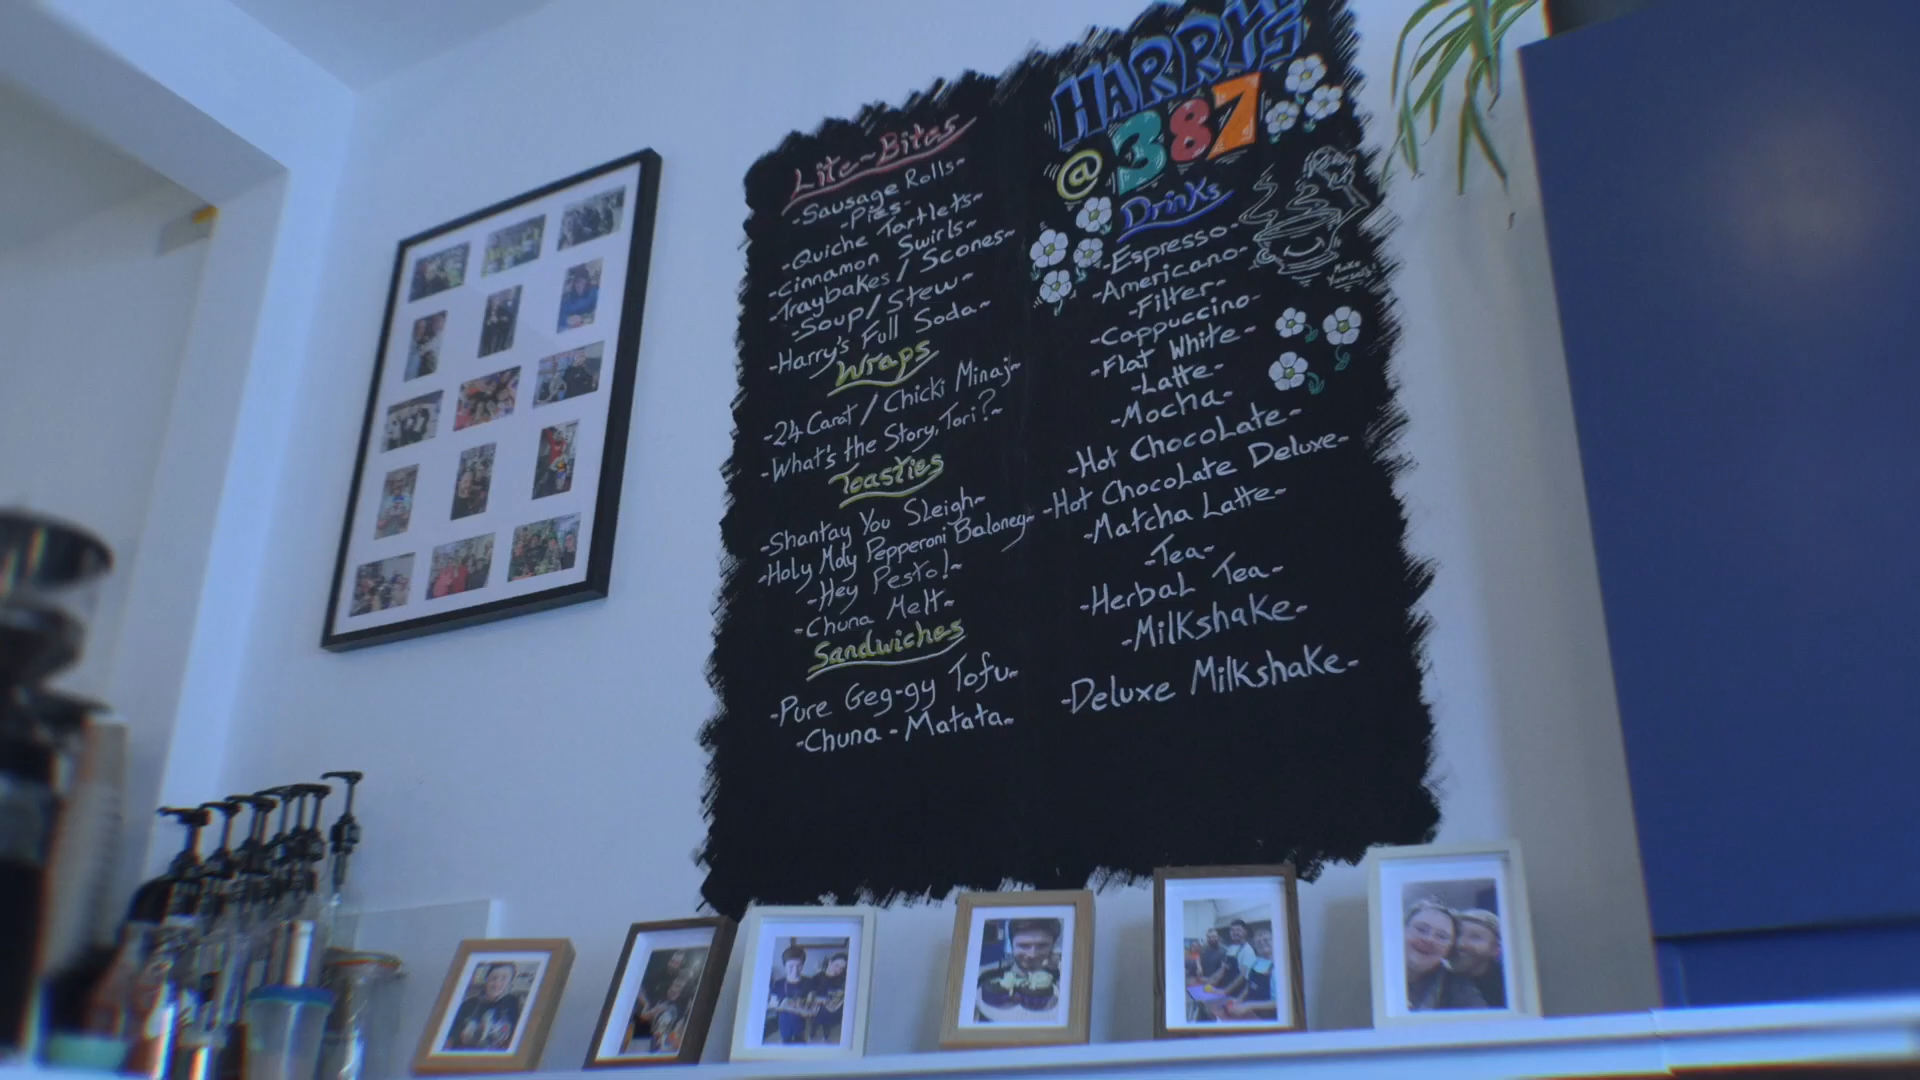 Lite~Bites
-Sausage Rolls-
-Pies-
-Quiche Tartlets-
-Cinnamon Swirls-
-Traybakes / Scones-
-Soup / Stew-
-Harry's Full Soda-
Wraps
-24 Carat / Chicki Minaj-
-What's the Story, Tori?-
Toasties
-Shantay You Sleigh-
-Holy Moly Pepperoni Baloney-
-Hey Pesto!-
-Chuna Melt-
Sandwiches
-Pure Geg-gy Tofu-
-Chuna-Matata-
HARRY'S
@387
Drinks
-Espresso-
-Americano-
-Filter-
-Cappuccino-
-Flat White-
-Latte-
-Mocha-
-Hot Chocolate-
-Hot Chocolate Deluxe-
-Matcha Latte-
-Tea-
-Herbal Tea-
-Milkshake-
-Deluxe Milkshake-